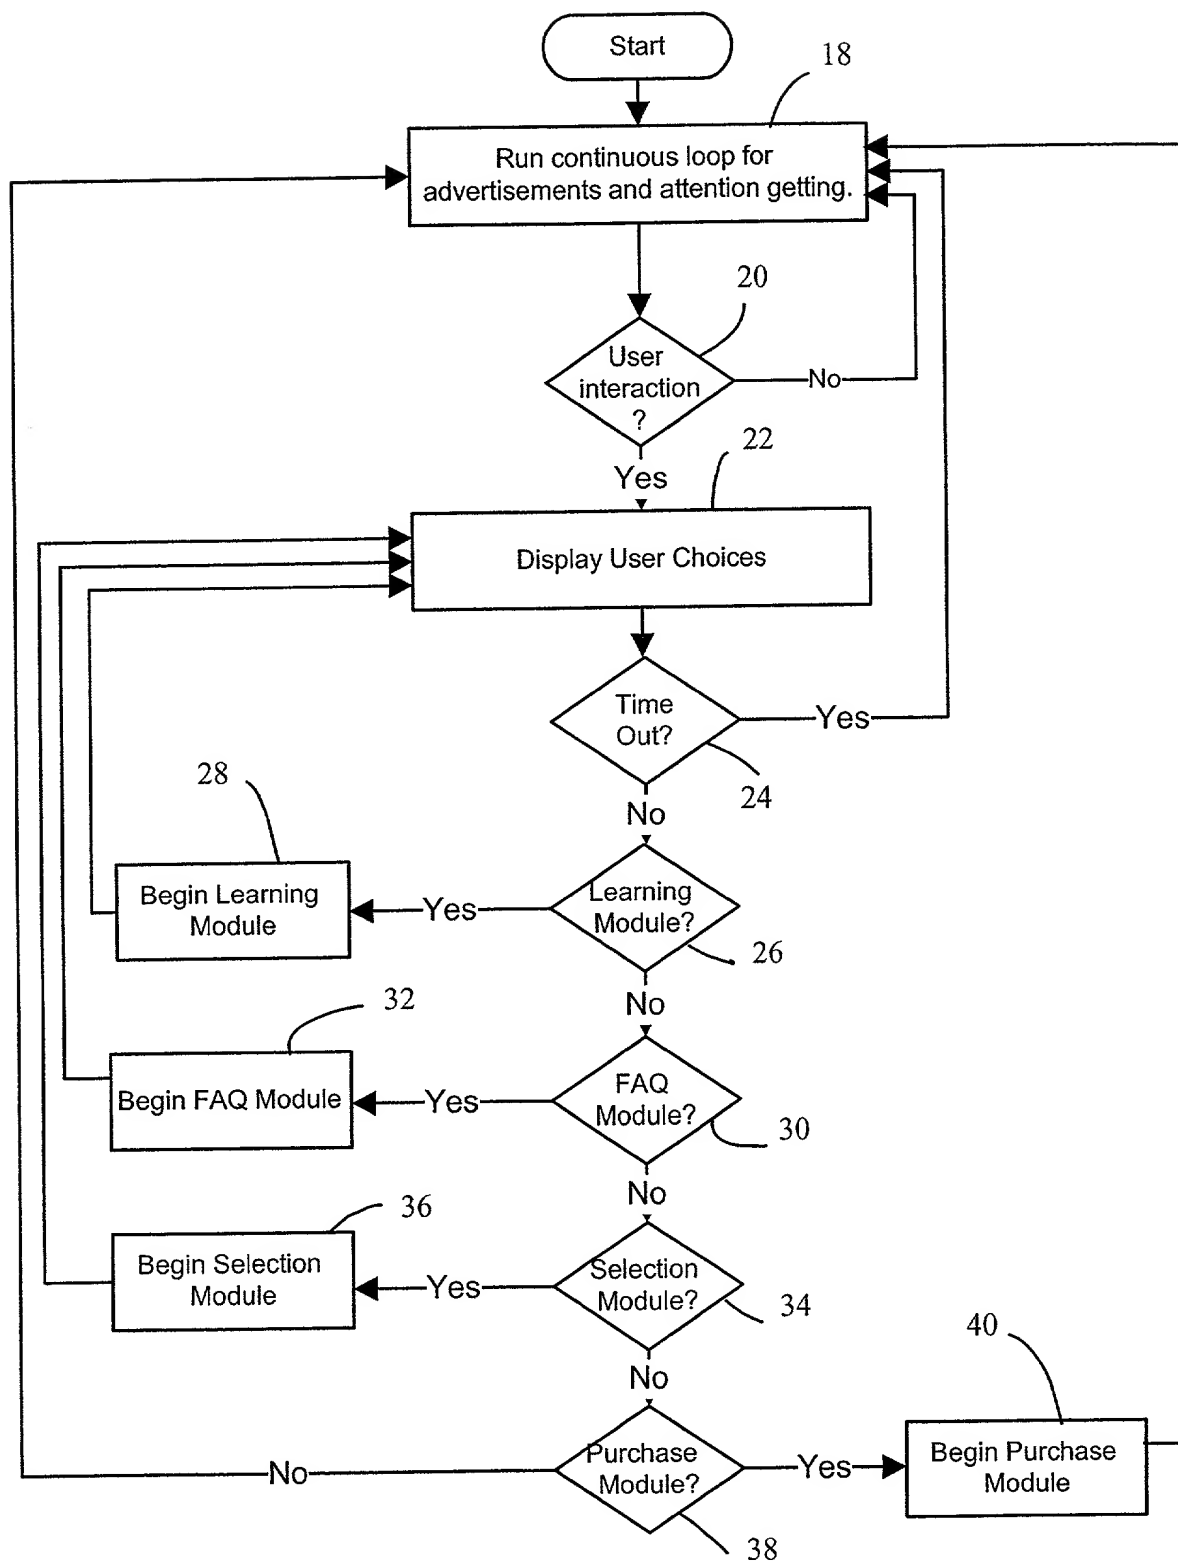 Start
18
Run continuous loop for
advertisements and attention getting.
20
User
interaction
?
No
22
Yes
Display User Choices
Time
Out?
Yes
24
28
No
Begin Learning
Module
Yes
Learning
Module?
26
32
No
Begin FAQ Module
Yes
FAQ
Module?
30
36
No
Begin Selection
Module
Yes
Selection
Module?
34
40
No
No
Purchase
Module?
Yes
Begin Purchase
Module
38